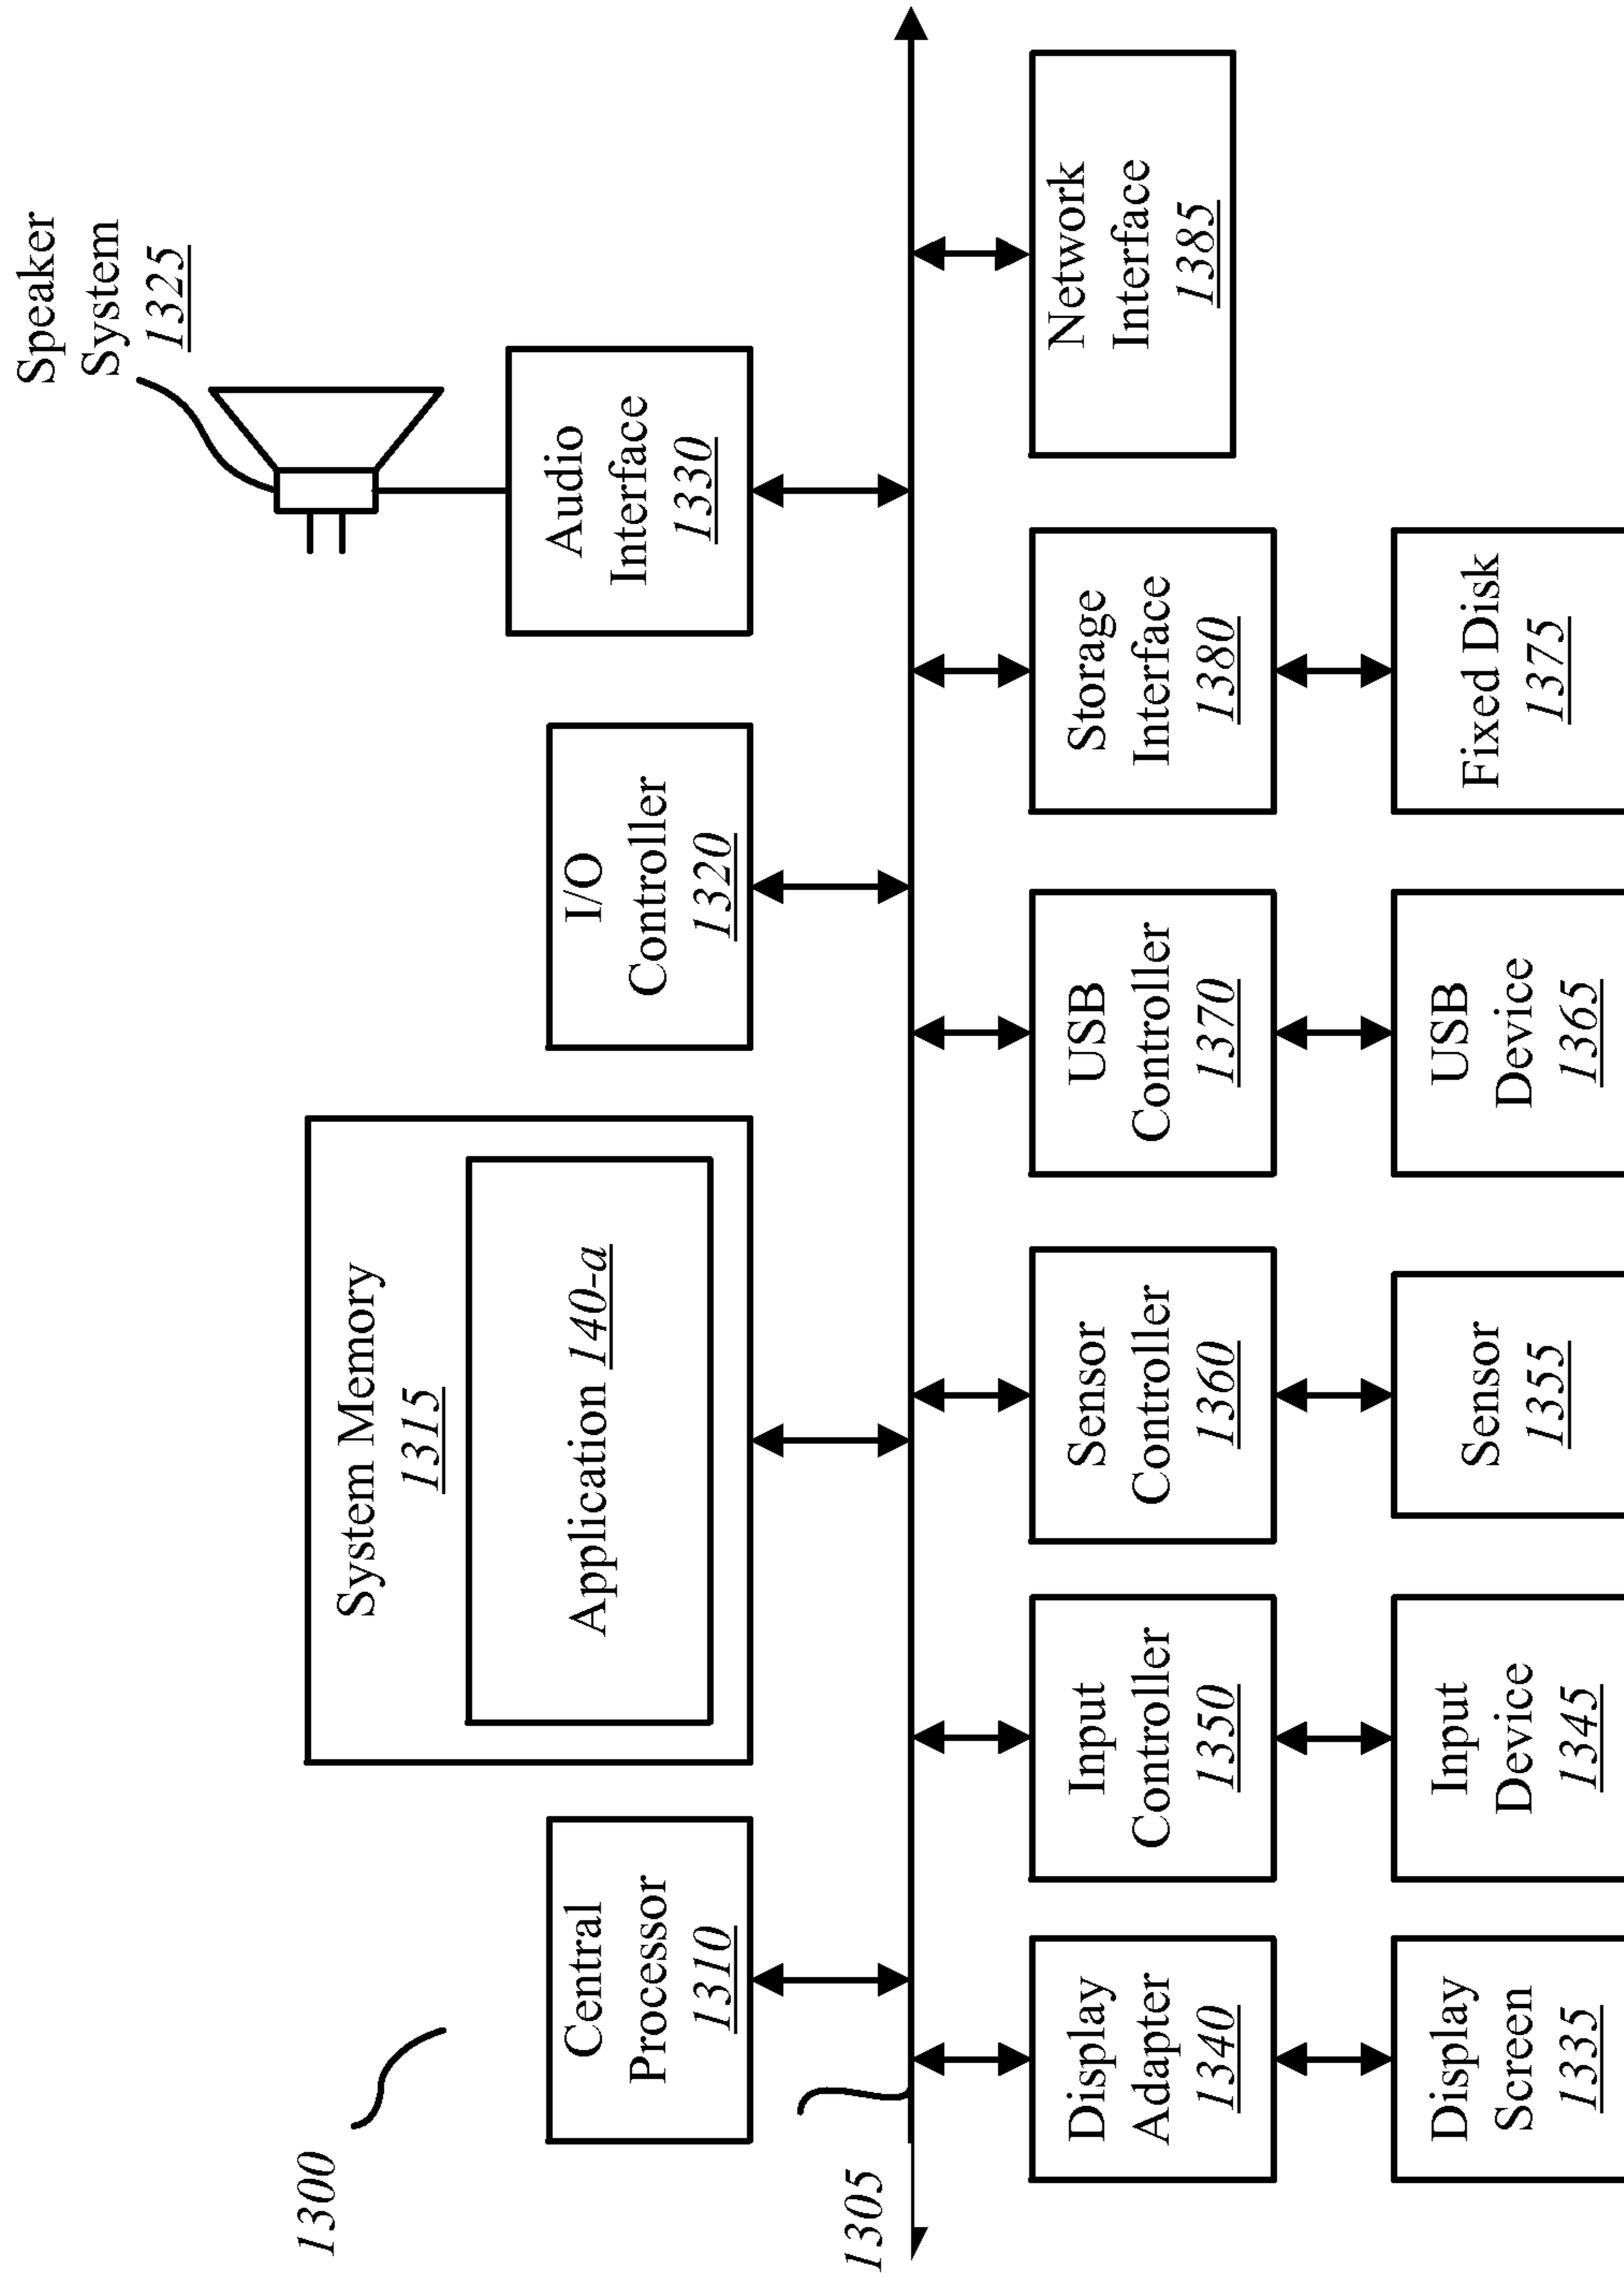 1300
Speaker
System
1325
System Memory
1315
Application 140-a
Central
Processor
1310
I/O
Controller
1320
Audio
Interface
1330
1305
Display
Adapter
1340
Input
Controller
1350
Sensor
Controller
1360
USB
Controller
1370
Storage
Interface
1380
Network
Interface
1385
Display
Screen
1335
Input
Device
1345
Sensor
1355
USB
Device
1365
Fixed Disk
1375